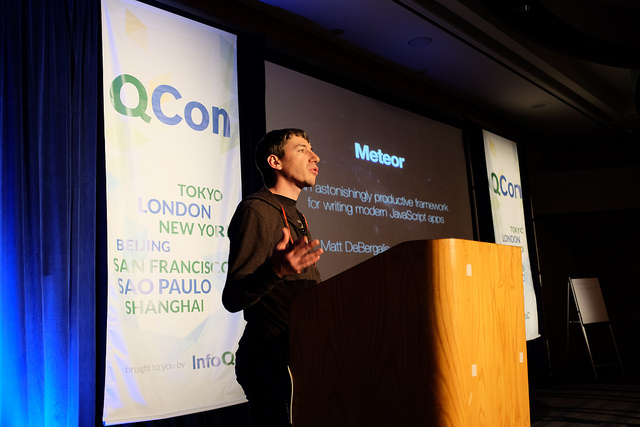 QCon
TOKYO
LONDON
NEW YOR
BEIJING
SAN FRANCISCO
SAO PAULO
SHANGHAI
brought to you by InfoQ
Meteor
astonishingly productive framework
for writing modern JavaScript apps
Matt DeBergalis
QCon
TOKYO
LONDON